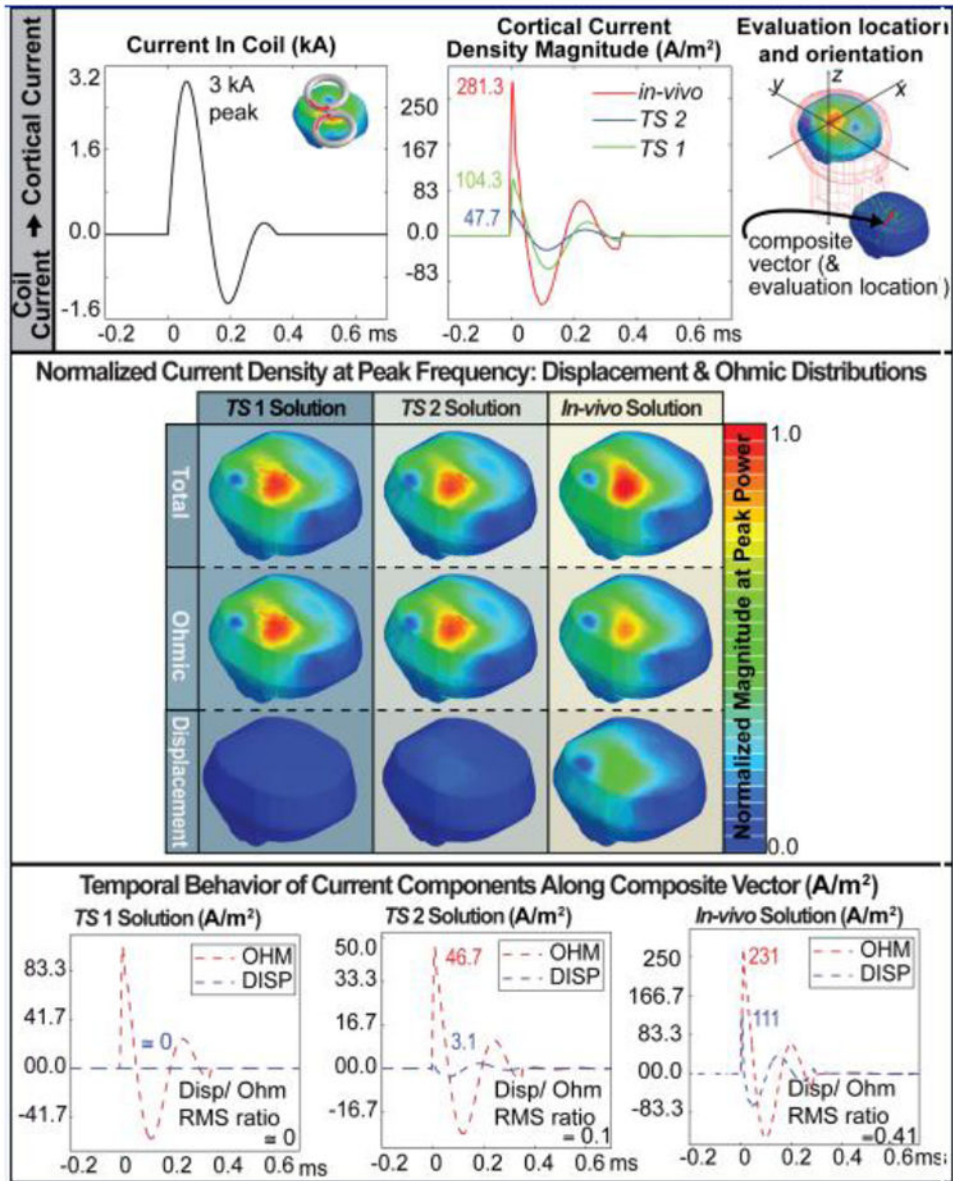 Coil
Current → Cortical Current
Current In Coil (kA)
3.2
1.6
0.0
-1.6
3 kA
peak
-0.2 0 0.2 0.4 0.6 ms
Cortical Current
Density Magnitude (A/m²)
281.3
250
167
104.3
83
47.7
0.0
-83
in-vivo
TS 2
TS 1
-0.2 0 0.2 0.4 0.6 ms
Evaluation location
and orientation
z
y
x
composite
vector (&
evaluation location)
Normalized Current Density at Peak Frequency: Displacement & Ohmic Distributions
TS 1 Solution TS 2 Solution In-vivo Solution
Total
Ohmic
Displacement
1.0
Normalized Magnitude at Peak Power
0.0
Temporal Behavior of Current Components Along Composite Vector (A/m²)
TS 1 Solution (A/m²)
83.3
41.7
00.0
-41.7
OHM
DISP
≅ 0
Disp/ Ohm
RMS ratio
≅ 0
-0.2 0 0.2 0.4 0.6 ms
TS 2 Solution (A/m²)
50.0
33.3
16.7
00.0
-16.7
46.7
OHM
DISP
3.1
Disp/ Ohm
RMS ratio
= 0.1
-0.2 0 0.2 0.4 0.6 ms
In-vivo Solution (A/m²)
250
166.7
83.3
00.0
-83.3
231
OHM
DISP
111
Disp/ Ohm
RMS ratio
=0.41
-0.2 0 0.2 0.4 0.6 ms